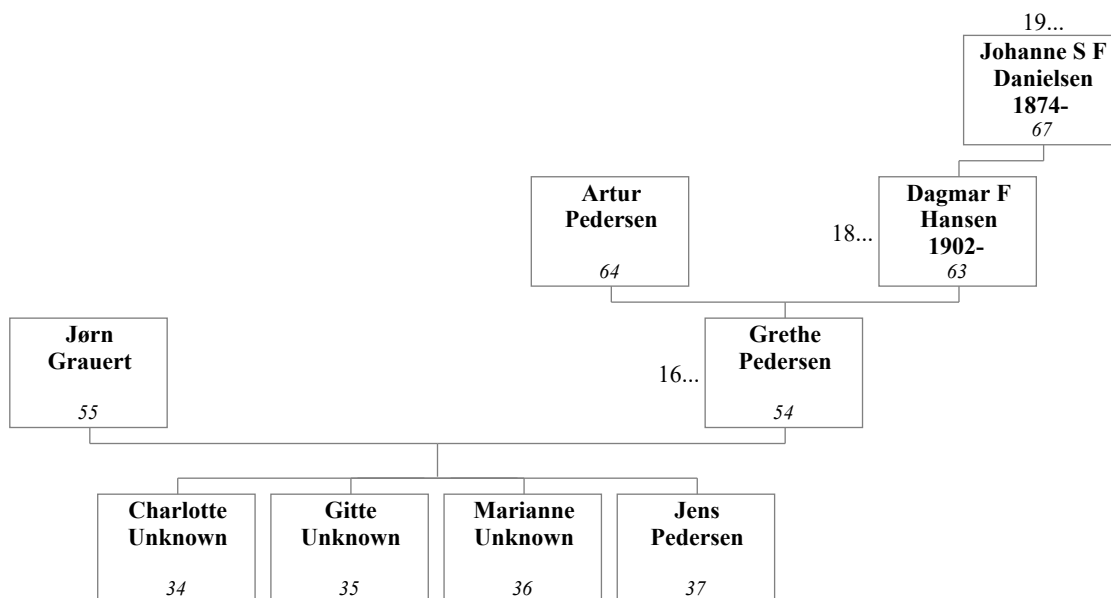 19...
Johanne S F
Danielsen
1874-
67
Artur
Pedersen
64
18...
Dagmar F
Hansen
1902-
63
Jørn
Grauert
55
16...
Grethe
Pedersen
54
Charlotte
Unknown
34
Gitte
Unknown
35
Marianne
Unknown
36
Jens
Pedersen
37